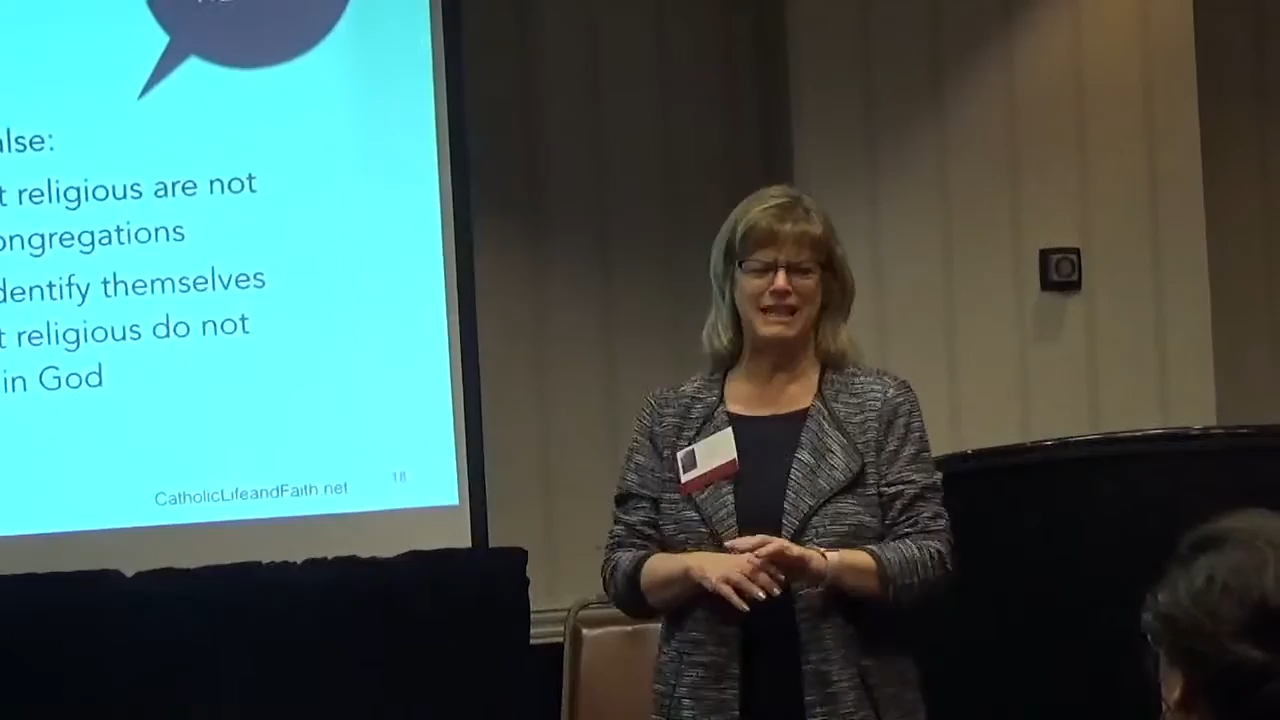 alse:
t religious are not
ongregations
dentify themselves
t religious do not
in God
CatholicLifeandFaith net
18